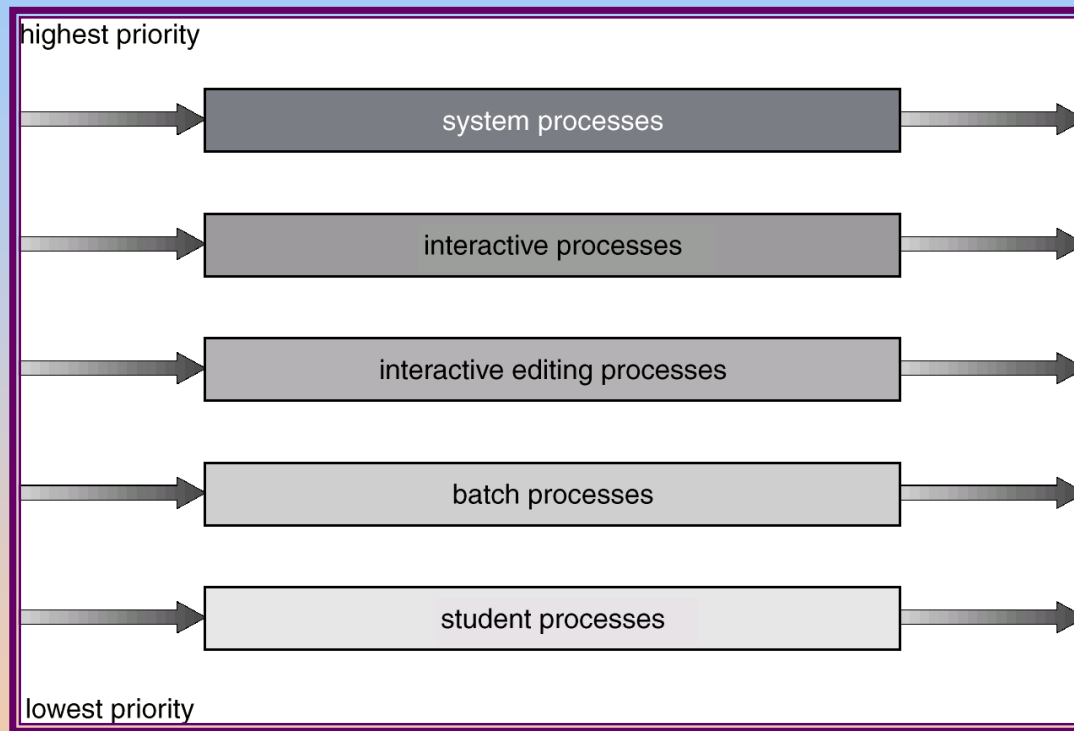 highest priority
system processes
interactive processes
interactive editing processes
batch processes
student processes
lowest priority